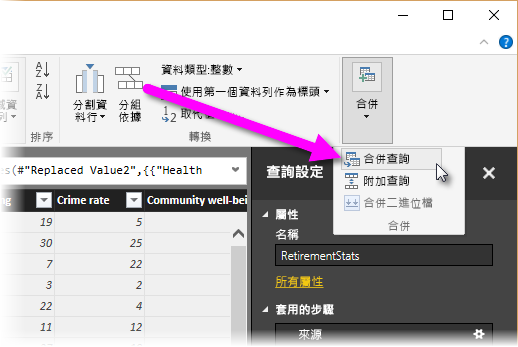 A Z
Z A
排序
分割資
料行
分組
依據
資料類型:整數
使用第一個資料列作為標頭
1 2 取代值
轉換
合併
合併查詢
附加查詢
合併二進位檔
合併
es(#"Replaced Value2",{{"Health
查詢設定
ng Crime rate Community well-bei
19 5
30 25
7 22
3 2
22 4
11 12
屬性
名稱
RetirementStats
所有屬性
套用的步驟
來源